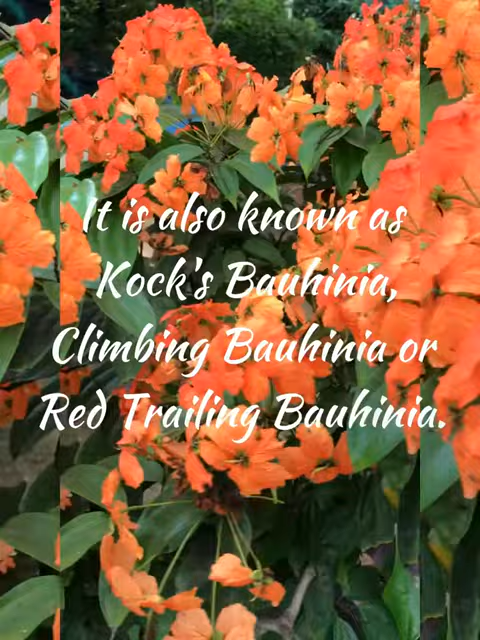 It is also known as
Kock's Bauhinia,
Climbing Bauhinia or
Red Trailing Bauhinia.